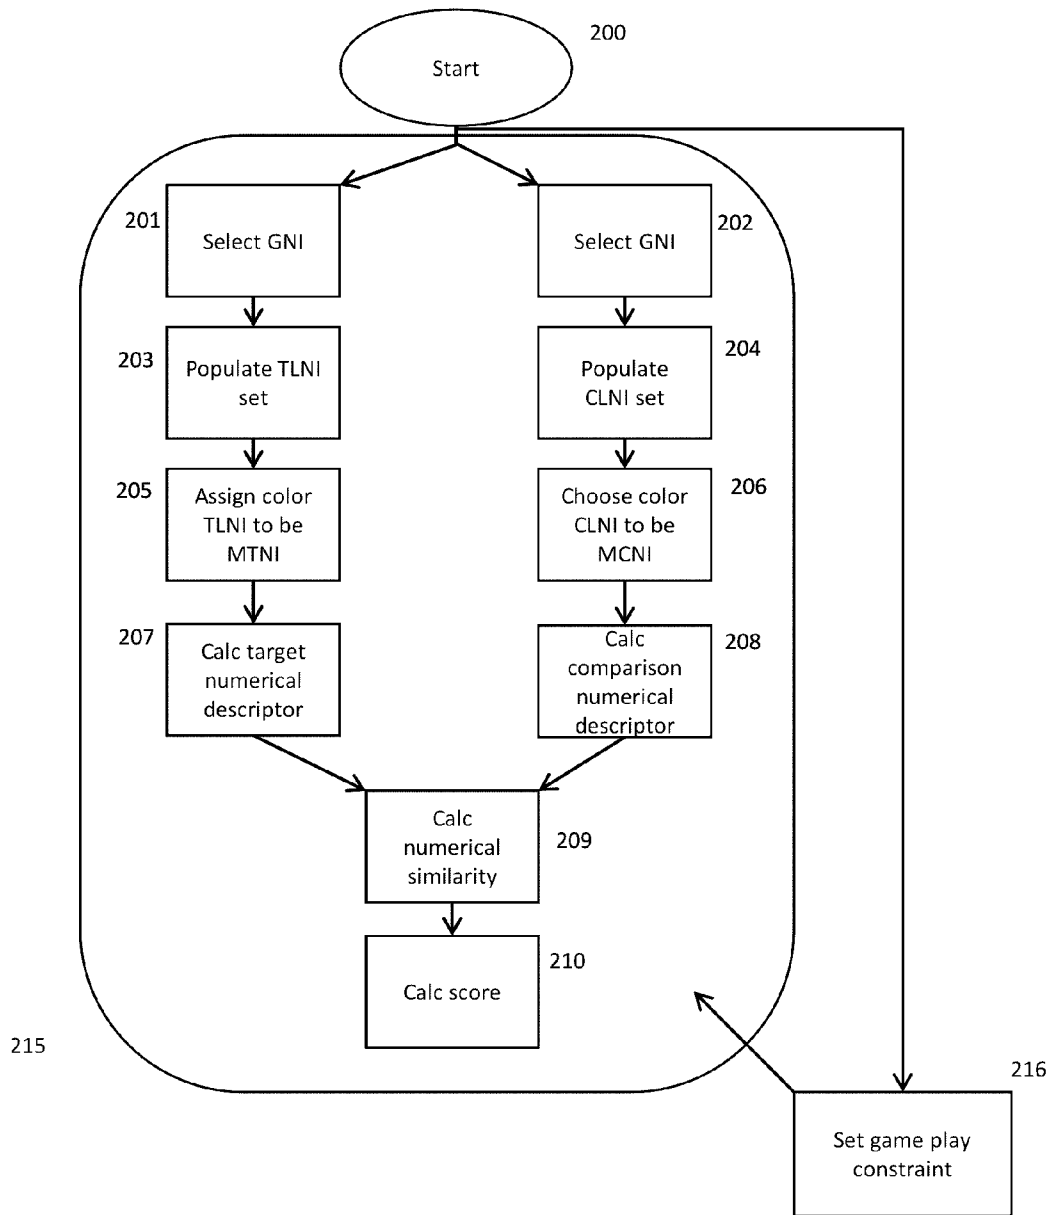 200
Start
201
Select GNI
202
Select GNI
203
Populate TLNI
set
204
Populate
CLNI set
205
Assign color
TLNI to be
MTNI
206
Choose color
CLNI to be
MCNI
207
Calc target
numerical
descriptor
208
Calc
comparison
numerical
descriptor
209
Calc
numerical
similarity
210
Calc score
215
216
Set game play
constraint